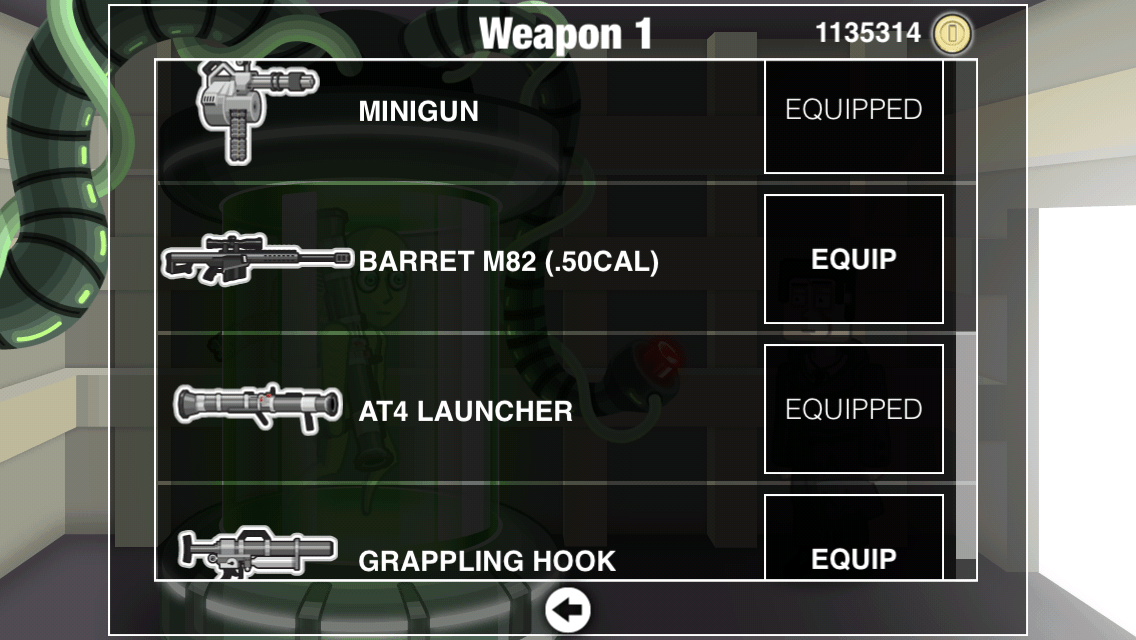 Weapon 1
1135314
MINIGUN
EQUIPPED
BARRET M82 (.50CAL)
EQUIP
AT4 LAUNCHER
EQUIPPED
GRAPPLING HOOK
EQUIP